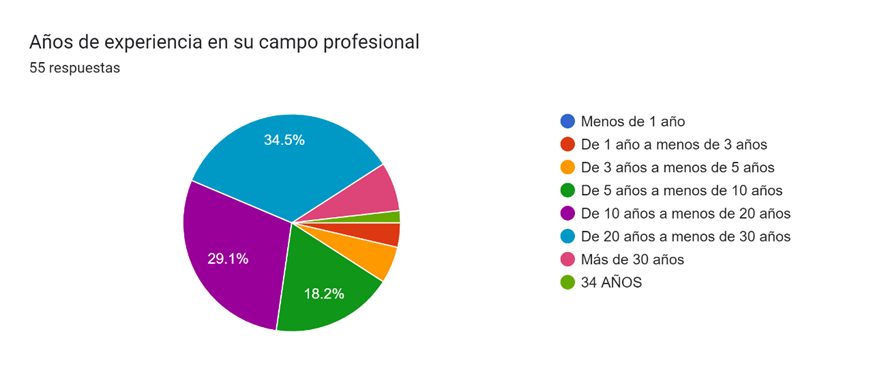 Años de experiencia en su campo profesional
55 respuestas
34.5%
29.1%
18.2%
Menos de 1 año
De 1 año a menos de 3 años
De 3 años a menos de 5 años
De 5 años a menos de 10 años
De 10 años a menos de 20 años
De 20 años a menos de 30 años
Más de 30 años
34 AÑOS